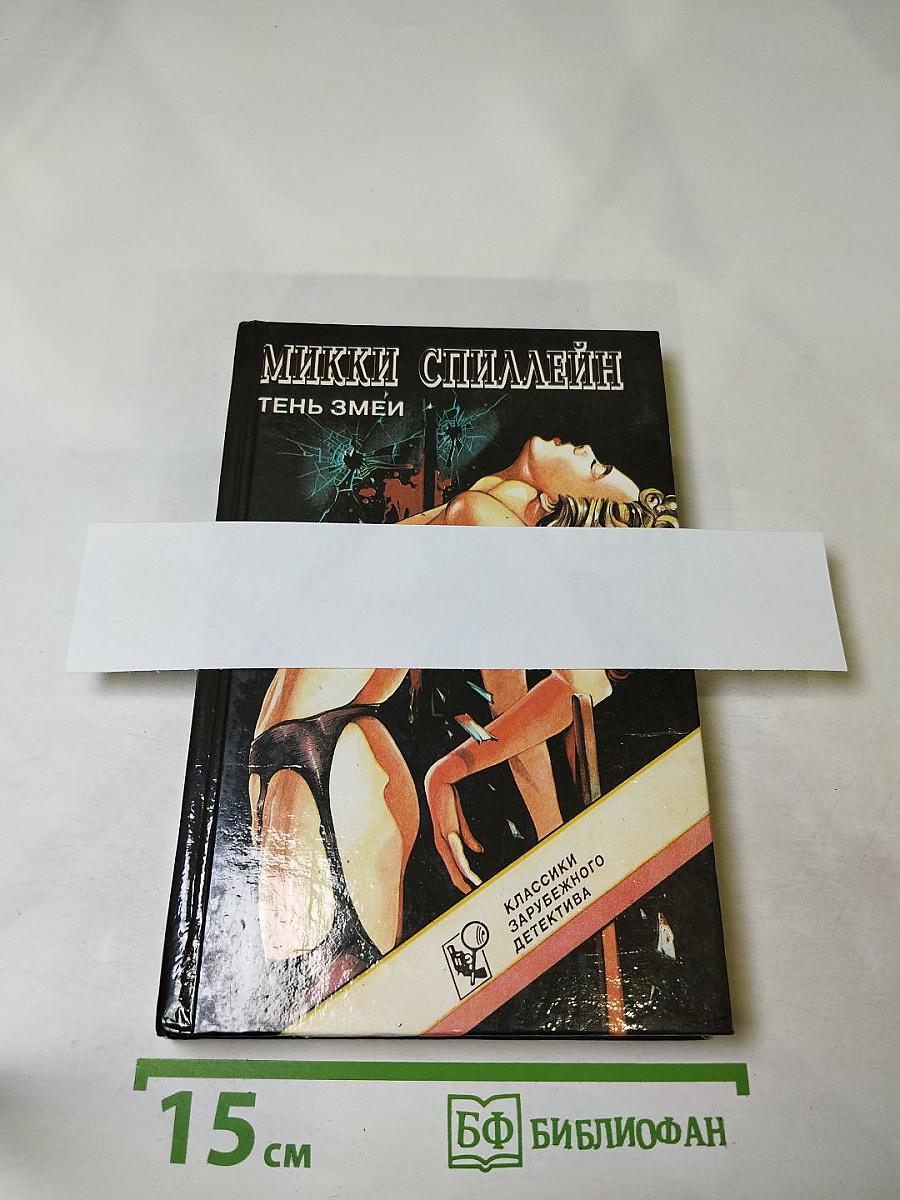 МИККИ СПИЛЛЕЙН
ТЕНЬ ЗМЕИ
КЛАССИКИ
ЗАРУБЕЖНОГО
ДЕТЕКТИВА
15 см
БФ БИБЛИОФАН